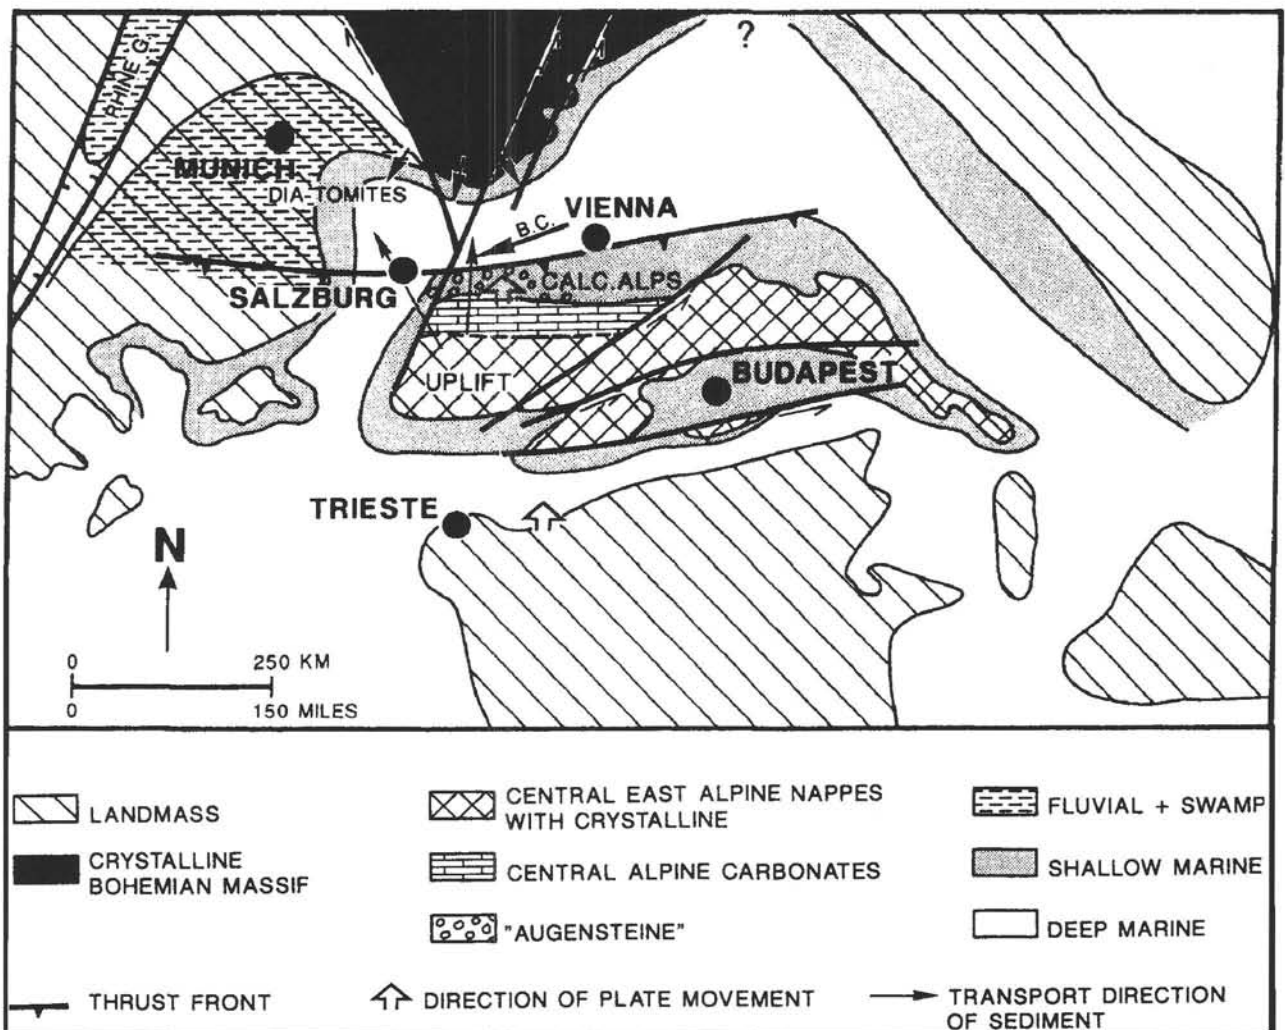 ?
RHINE G.
MUNICH
DIA-TOMITES
B.C.
VIENNA
SALZBURG
CALC. ALPS
UPLIFT
BUDAPEST
TRIESTE
N
0 250 KM
0 150 MILES
LANDMASS
CRYSTALLINE
BOHEMIAN MASSIF
CENTRAL EAST ALPINE NAPPES
WITH CRYSTALLINE
CENTRAL ALPINE CARBONATES
"AUGENSTEINE"
FLUVIAL + SWAMP
SHALLOW MARINE
DEEP MARINE
THRUST FRONT
DIRECTION OF PLATE MOVEMENT
TRANSPORT DIRECTION
OF SEDIMENT